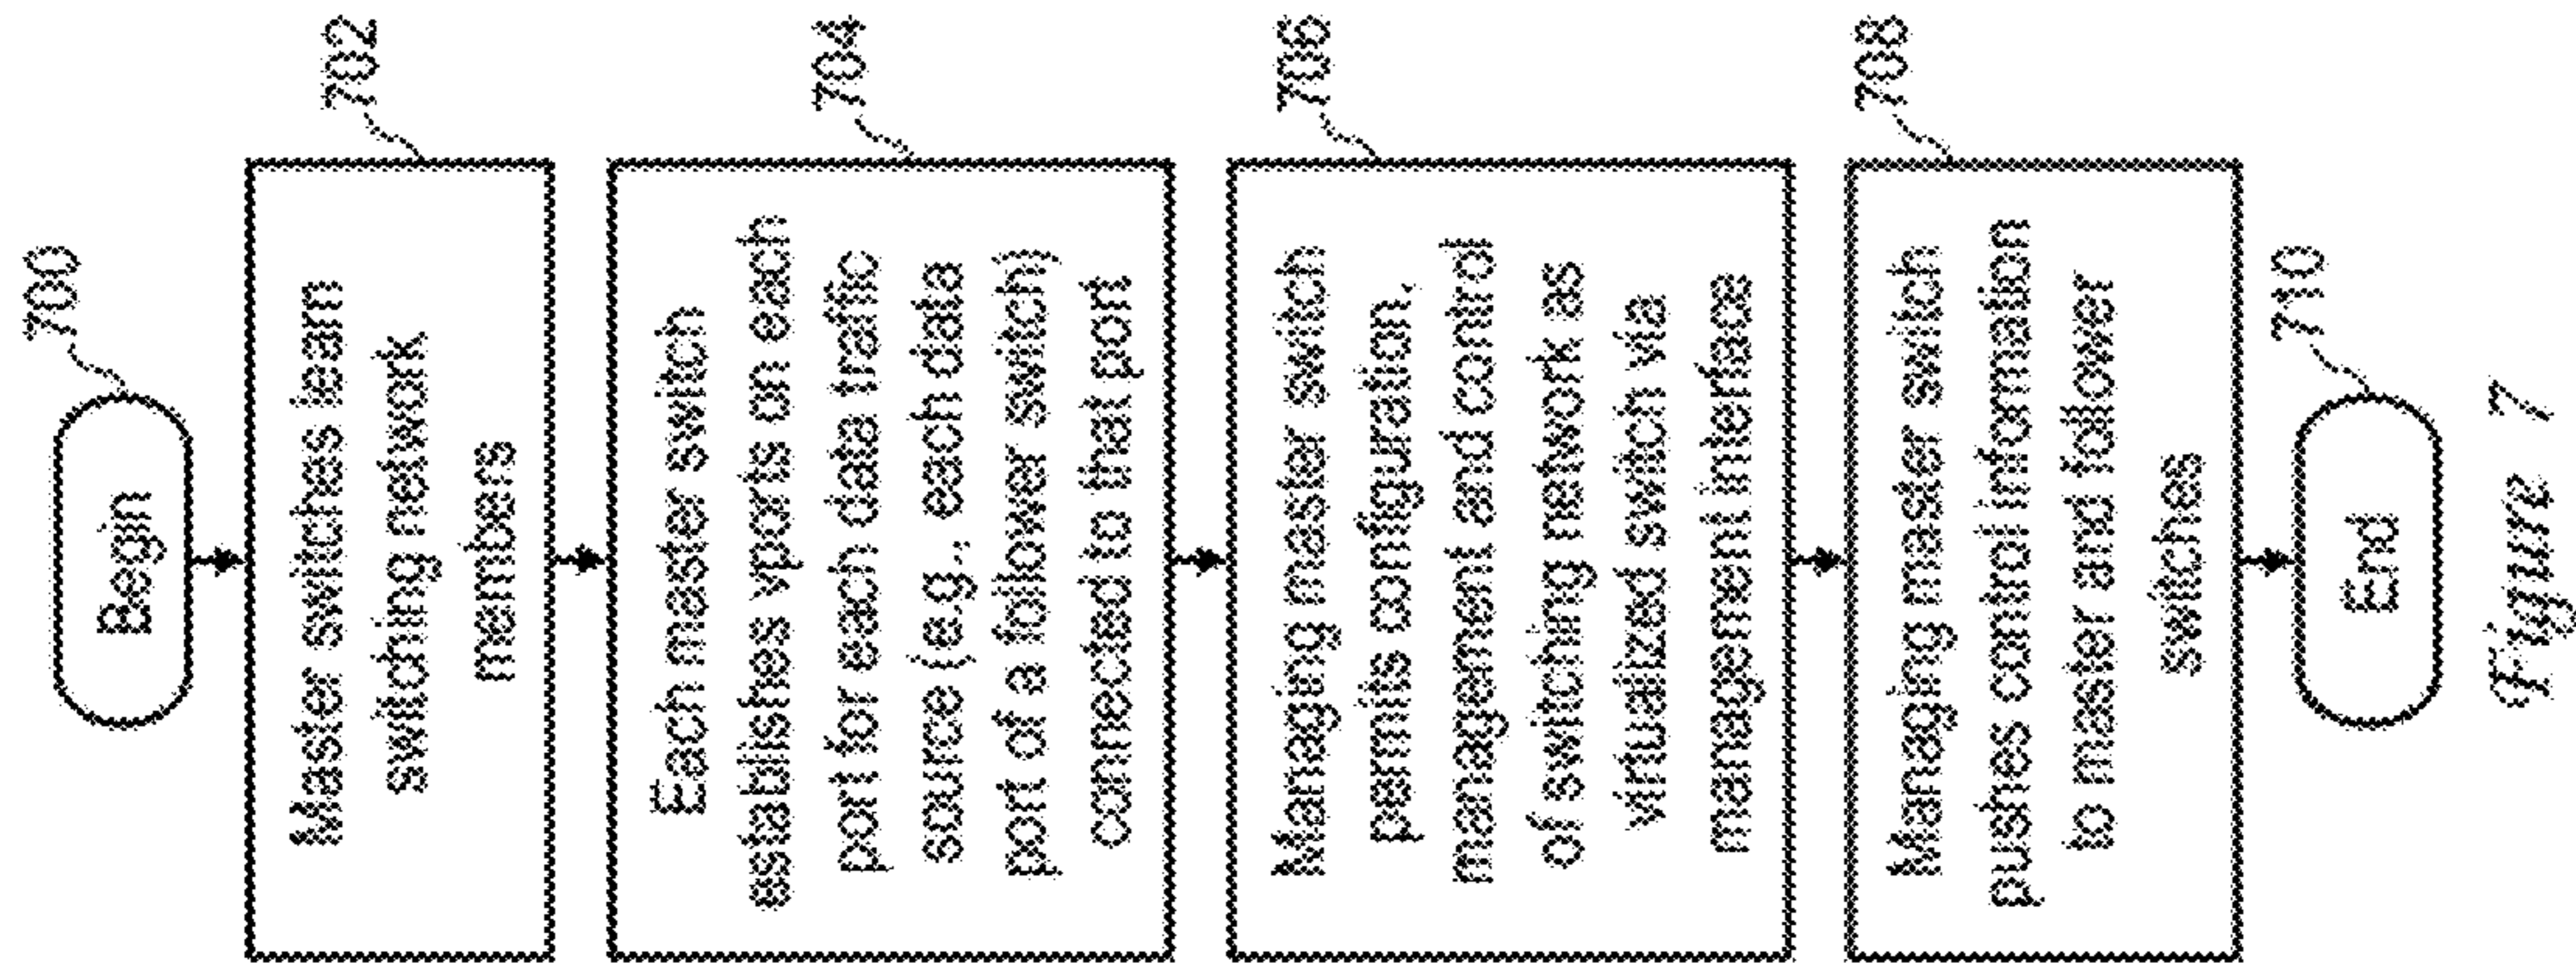 700
Begin
702
Master switches learn
switching network
members
704
Each master switch
establishes vports on each
port for each data traffic
source (e.g., each data
port of a follower switch)
connected to that port
706
Managing master switch
permits configuration,
management and control
of switching network as
virtualized switch via
management interface
708
Managing master switch
pushes control information
to master and follower
switches
710
End
Figure 7